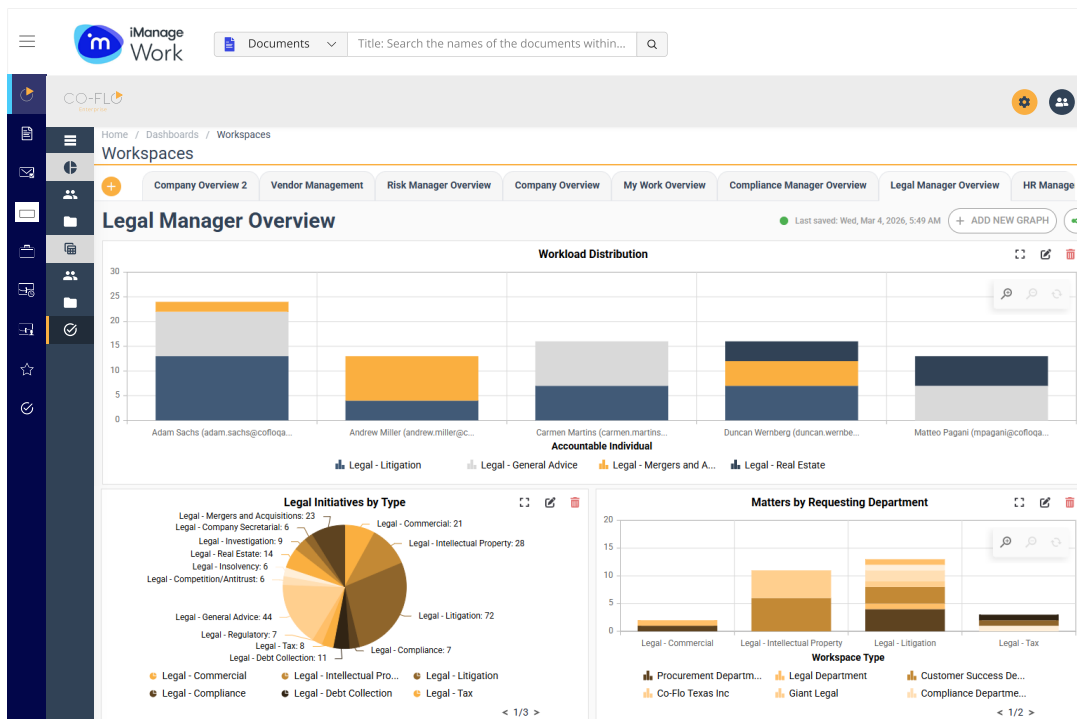 iManage
Work
Documents
Title: Search the names of the documents within...
CO-FLO
Home / Dashboards / Workspaces
Workspaces
Company Overview 2
Vendor Management
Risk Manager Overview
Company Overview
My Work Overview
Compliance Manager Overview
Legal Manager Overview
HR Manage
Legal Manager Overview
Last saved: Wed, Mar 4, 2026, 5:49 AM
+ ADD NEW GRAPH
Workload Distribution
30
25
20
15
10
5
0
Adam Sachs (adam.sachs@cofloqa...
Andrew Miller (andrew.miller@c...
Carmen Martins (carmen.martins...
Duncan Wernberg (duncan.wernbe...
Matteo Pagani (mpagani@cofloqa...
Accountable Individual
Legal - Litigation
Legal - General Advice
Legal - Mergers and A...
Legal - Real Estate
Legal Initiatives by Type
Legal - Mergers and Acquisitions: 23
Legal - Company Secretarial: 6
Legal - Investigation: 9
Legal - Real Estate: 14
Legal - Insolvency: 6
Legal - Competition/Antitrust: 6
Legal - General Advice: 44
Legal - Regulatory: 7
Legal - Tax: 8
Legal - Debt Collection: 11
Legal - Commercial: 21
Legal - Intellectual Property: 28
Legal - Litigation: 72
Legal - Compliance: 7
Legal - Commercial
Legal - Intellectual Pro...
Legal - Litigation
Legal - Compliance
Legal - Debt Collection
Legal - Tax
< 1/3 >
Matters by Requesting Department
20
15
10
5
0
Legal - Commercial
Legal - Intellectual Property
Legal - Litigation
Legal - Tax
Workspace Type
Procurement Departm...
Legal Department
Customer Success De...
Co-Flo Texas Inc
Giant Legal
Compliance Departme...
< 1/2 >